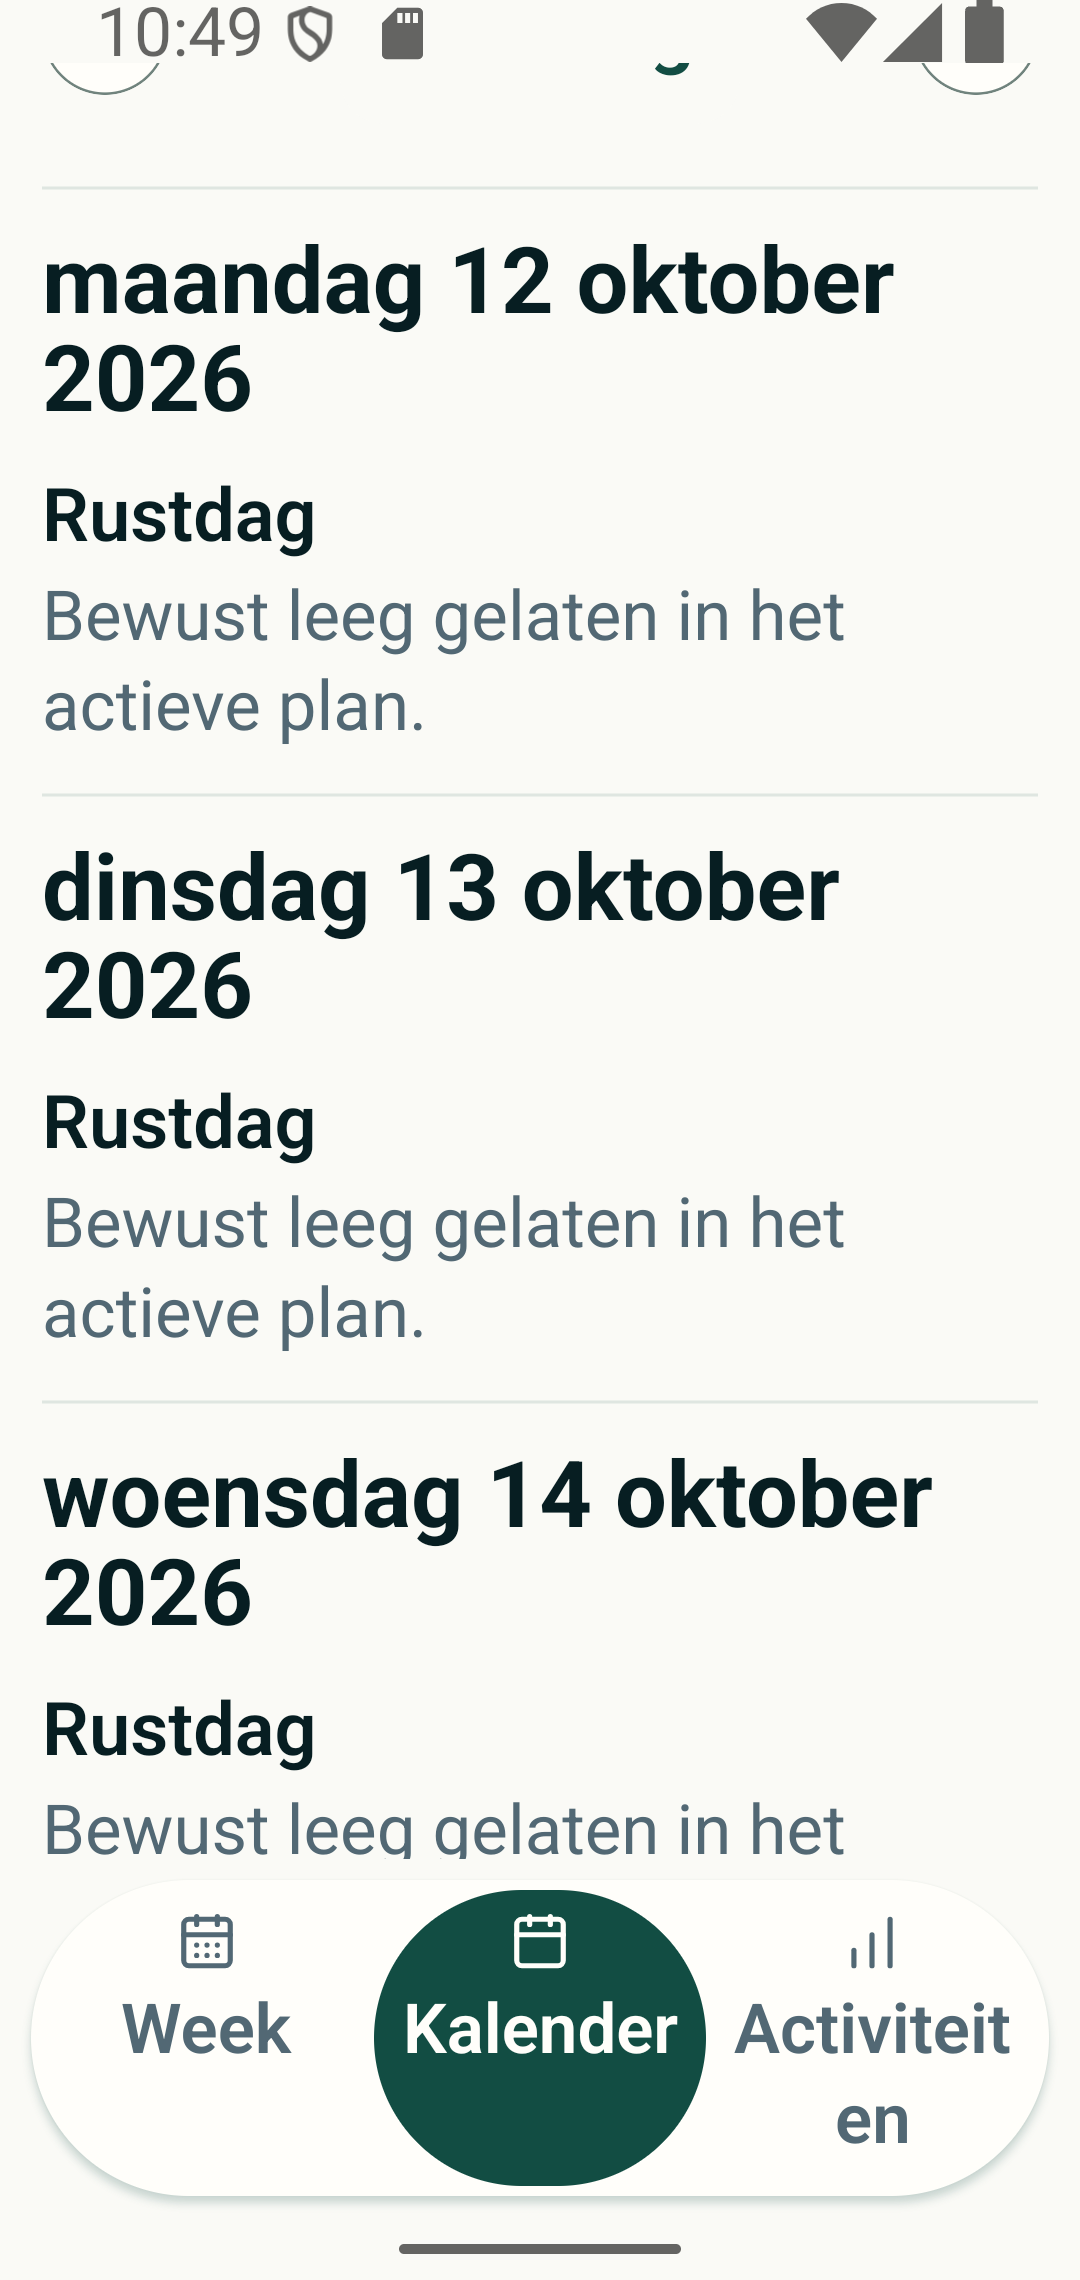 10:49
maandag 12 oktober
2026
Rustdag
Bewust leeg gelaten in het
actieve plan.
dinsdag 13 oktober
2026
Rustdag
Bewust leeg gelaten in het
actieve plan.
woensdag 14 oktober
2026
Rustdag
Bewust leeg gelaten in het
Week
Kalender
Activiteit
en